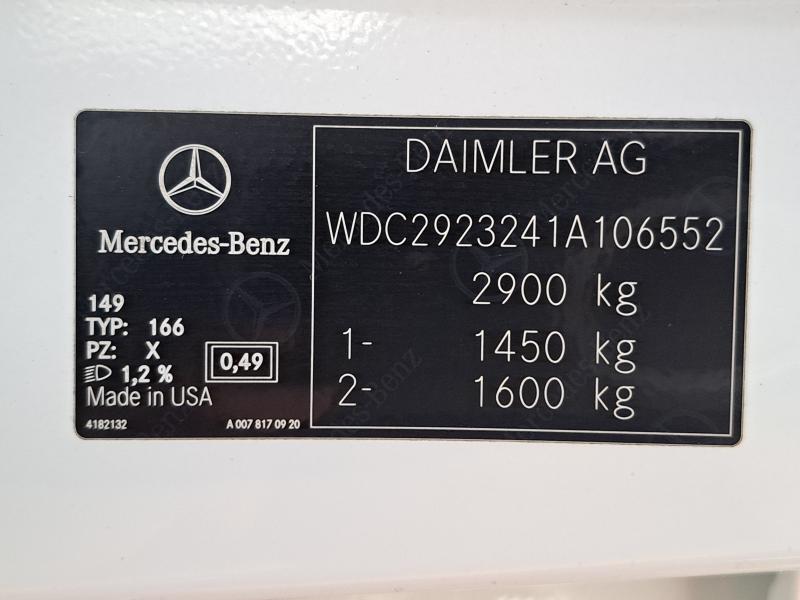 Mercedes-Benz
149
TYP: 166
PZ: X
1,2 %
0,49
Made in USA
4182132
A 007 817 09 20
DAIMLER AG
WDC2923241A106552
2900 kg
1- 1450 kg
2- 1600 kg